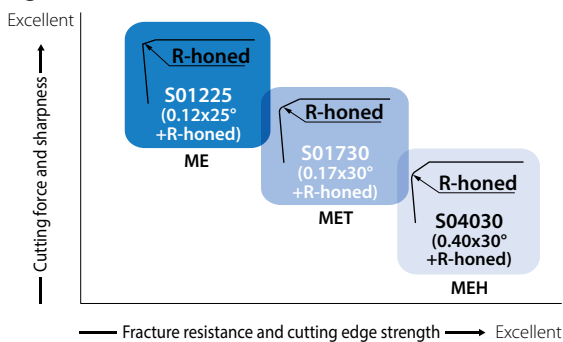 Excellent
Cutting force and sharpness
R-honed
S01225
(0.12x25°
+R-honed)
ME
R-honed
S01730
(0.17x30°
+R-honed)
MET
R-honed
S04030
(0.40x30°
+R-honed)
MEH
Fracture resistance and cutting edge strength
Excellent